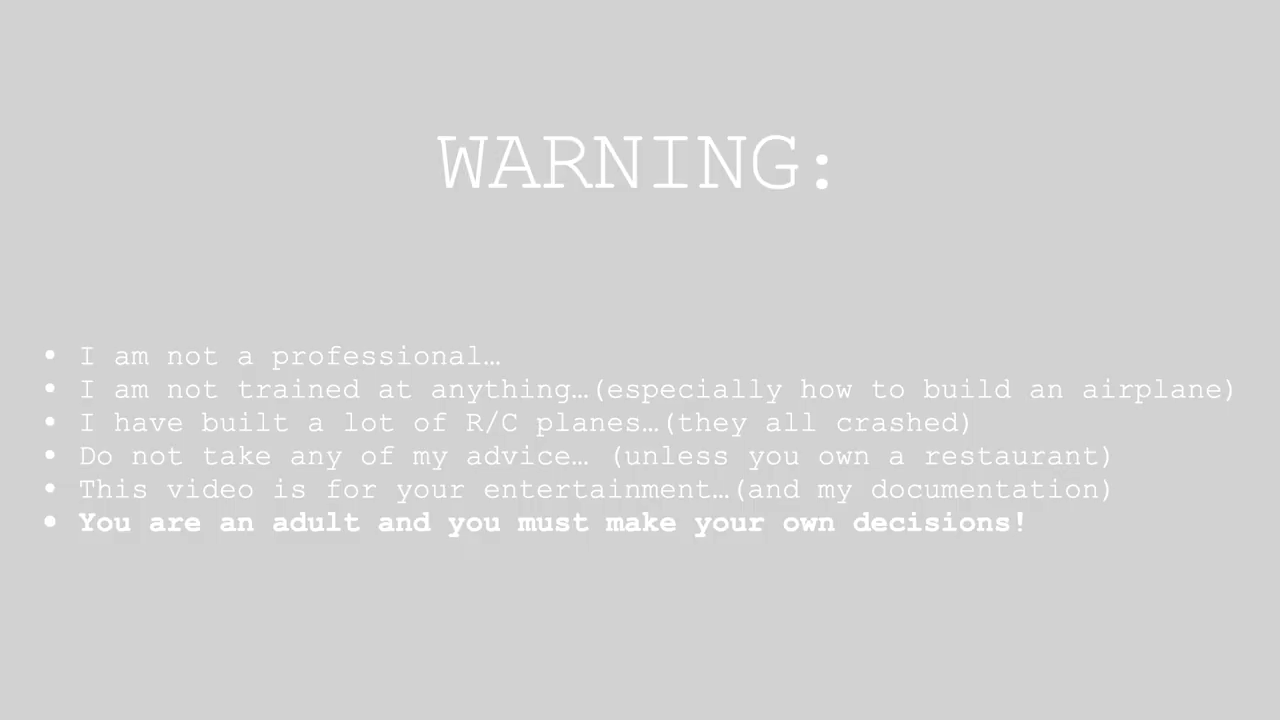 WARNING:
• I am not a professional…
• I am not trained at anything…(especially how to build an airplane)
• I have built a lot of R/C planes…(they all crashed)
• Do not take any of my advice… (unless you own a restaurant)
• This video is for your entertainment…(and my documentation)
• You are an adult and you must make your own decisions!